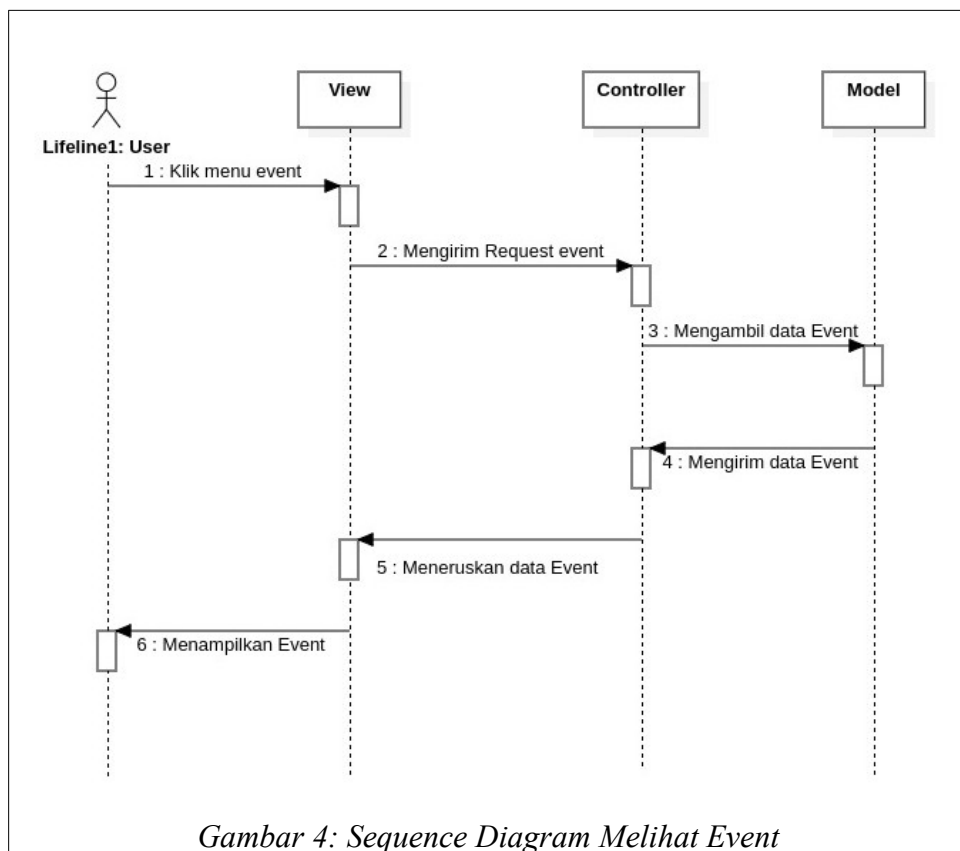 View
Controller
Model
Lifeline1: User
1 : Klik menu event
2 : Mengirim Request event
3 : Mengambil data Event
4 : Mengirim data Event
5 : Meneruskan data Event
6 : Menampilkan Event
Gambar 4: Sequence Diagram Melihat Event